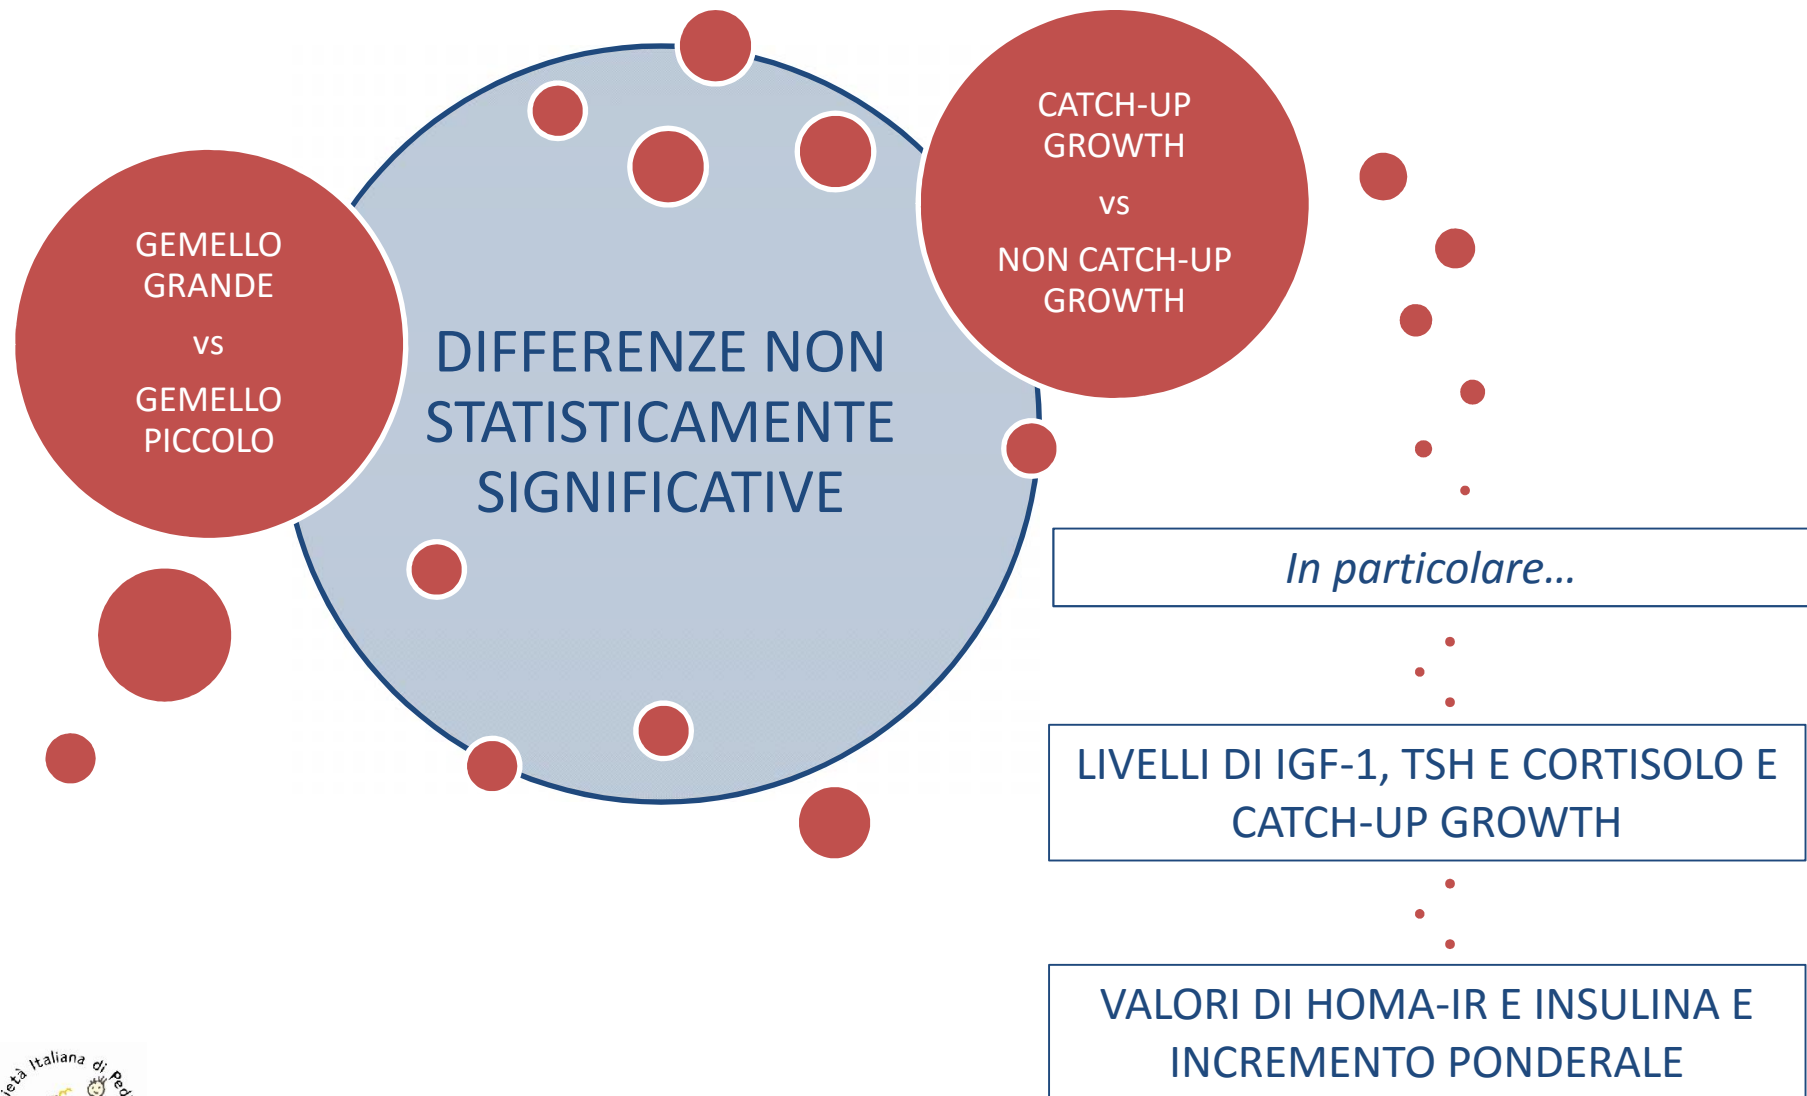 GEMELLO
GRANDE
vs
GEMELLO
PICCOLO
CATCH-UP
GROWTH
vs
NON CATCH-UP
GROWTH
DIFFERENZE NON
STATISTICAMENTE
SIGNIFICATIVE
In particolare...
LIVELLI DI IGF-1, TSH E CORTISOLO E
CATCH-UP GROWTH
VALORI DI HOMA-IR E INSULINA E
INCREMENTO PONDERALE
Italiana di